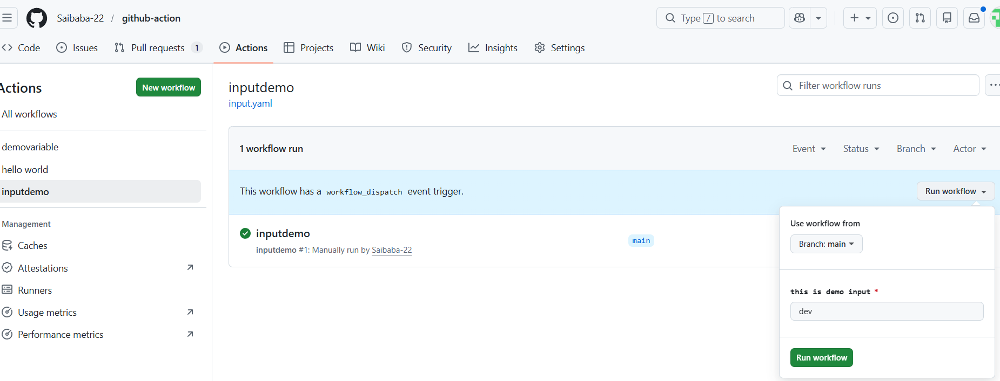 Saibaba-22 / github-action
Type / to search
Code
Issues
Pull requests 1
Actions
Projects
Wiki
Security
Insights
Settings
Actions
New workflow
All workflows
demovariable
hello world
inputdemo
Management
Caches
Attestations
Runners
Usage metrics
Performance metrics
inputdemo
input.yaml
Filter workflow runs
1 workflow run
Event
Status
Branch
Actor
This workflow has a workflow_dispatch event trigger.
Run workflow
inputdemo
inputdemo #1: Manually run by Saibaba-22
main
Use workflow from
Branch: main
this is demo input *
dev
Run workflow